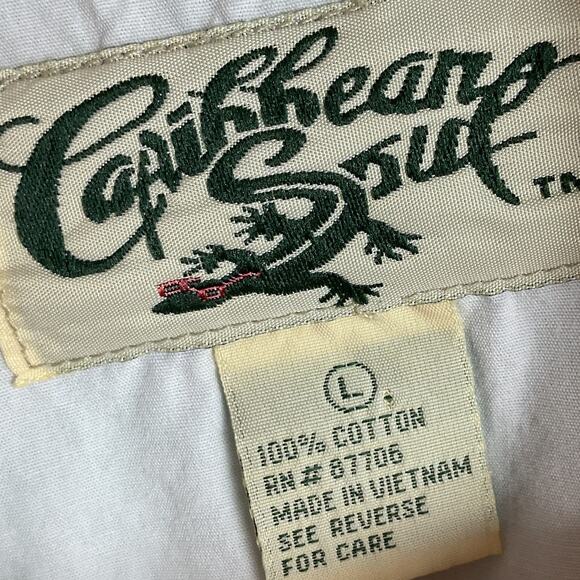 Caribbean
Soul
TM
L
100% COTTON
RN # 87706
MADE IN VIETNAM
SEE REVERSE
FOR CARE